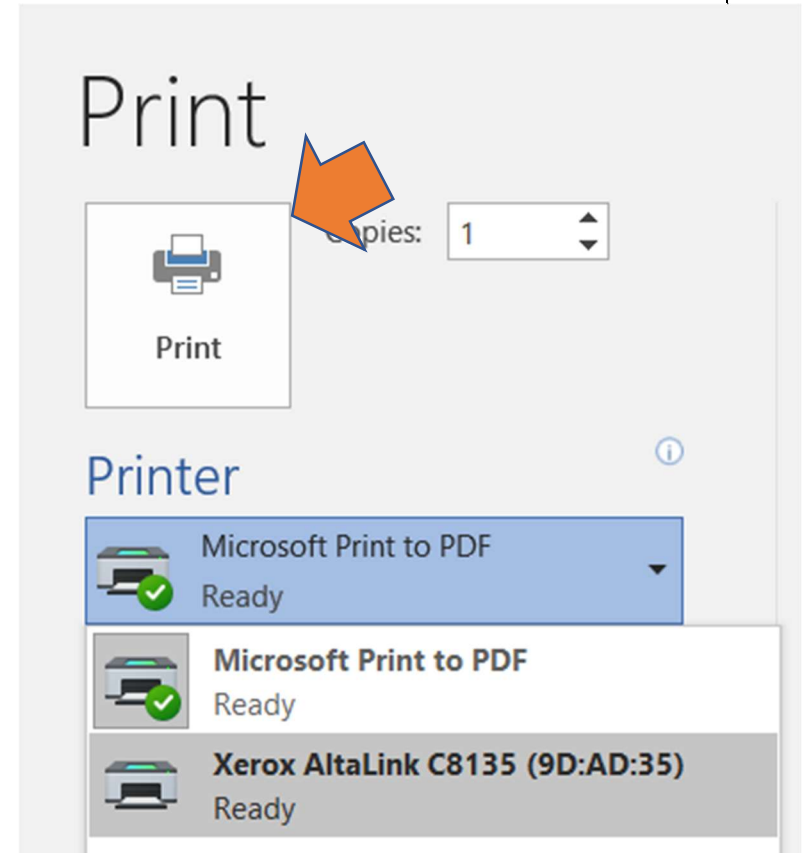 Print
Copies: 1
Print
Printer
Microsoft Print to PDF
Ready
Microsoft Print to PDF
Ready
Xerox AltaLink C8135 (9D:AD:35)
Ready